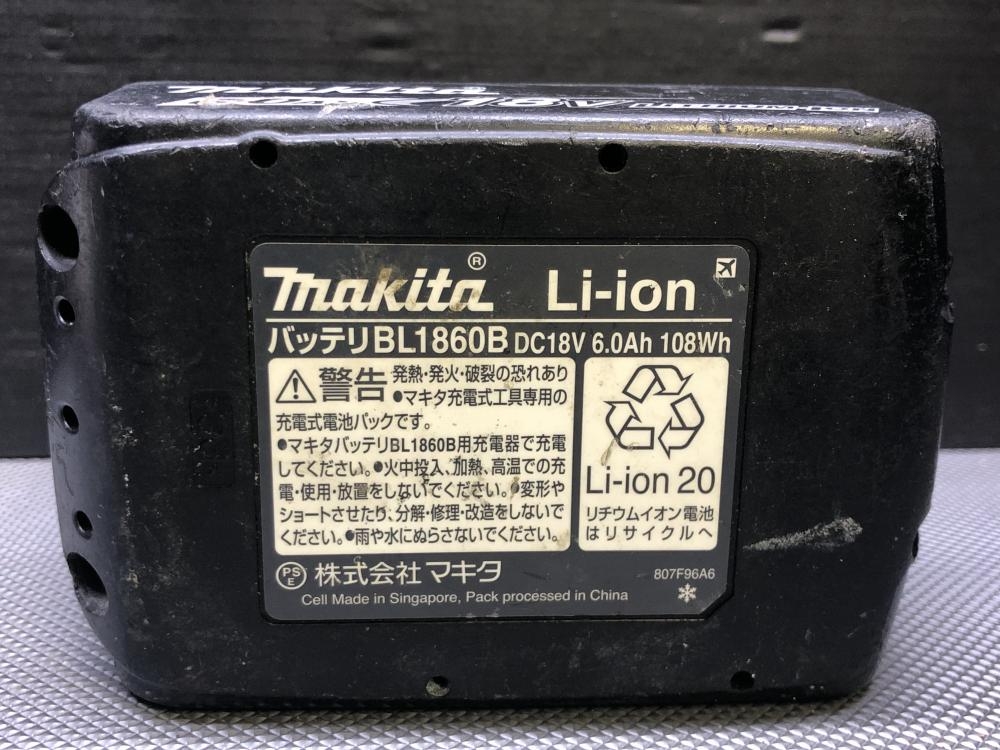 makita
18V
makita® Li-ion
バッテリBL1860B DC18V 6.0Ah 108Wh
警告 発熱・発火・破裂の恐れあり
●マキタ充電式工具専用の
充電式電池パックです。
●マキタバッテリBL1860B用充電器で充電
してください。●火中投入、加熱、高温での充
電・使用・放置をしないでください。●変形や
ショートさせたり、分解・修理・改造をしないで
ください。●雨や水にぬらさないでください。
Li-ion 20
リチウムイオン電池
はリサイクルへ
PS
E
株式会社 マキタ
807F96A6
Cell Made in Singapore, Pack processed in China